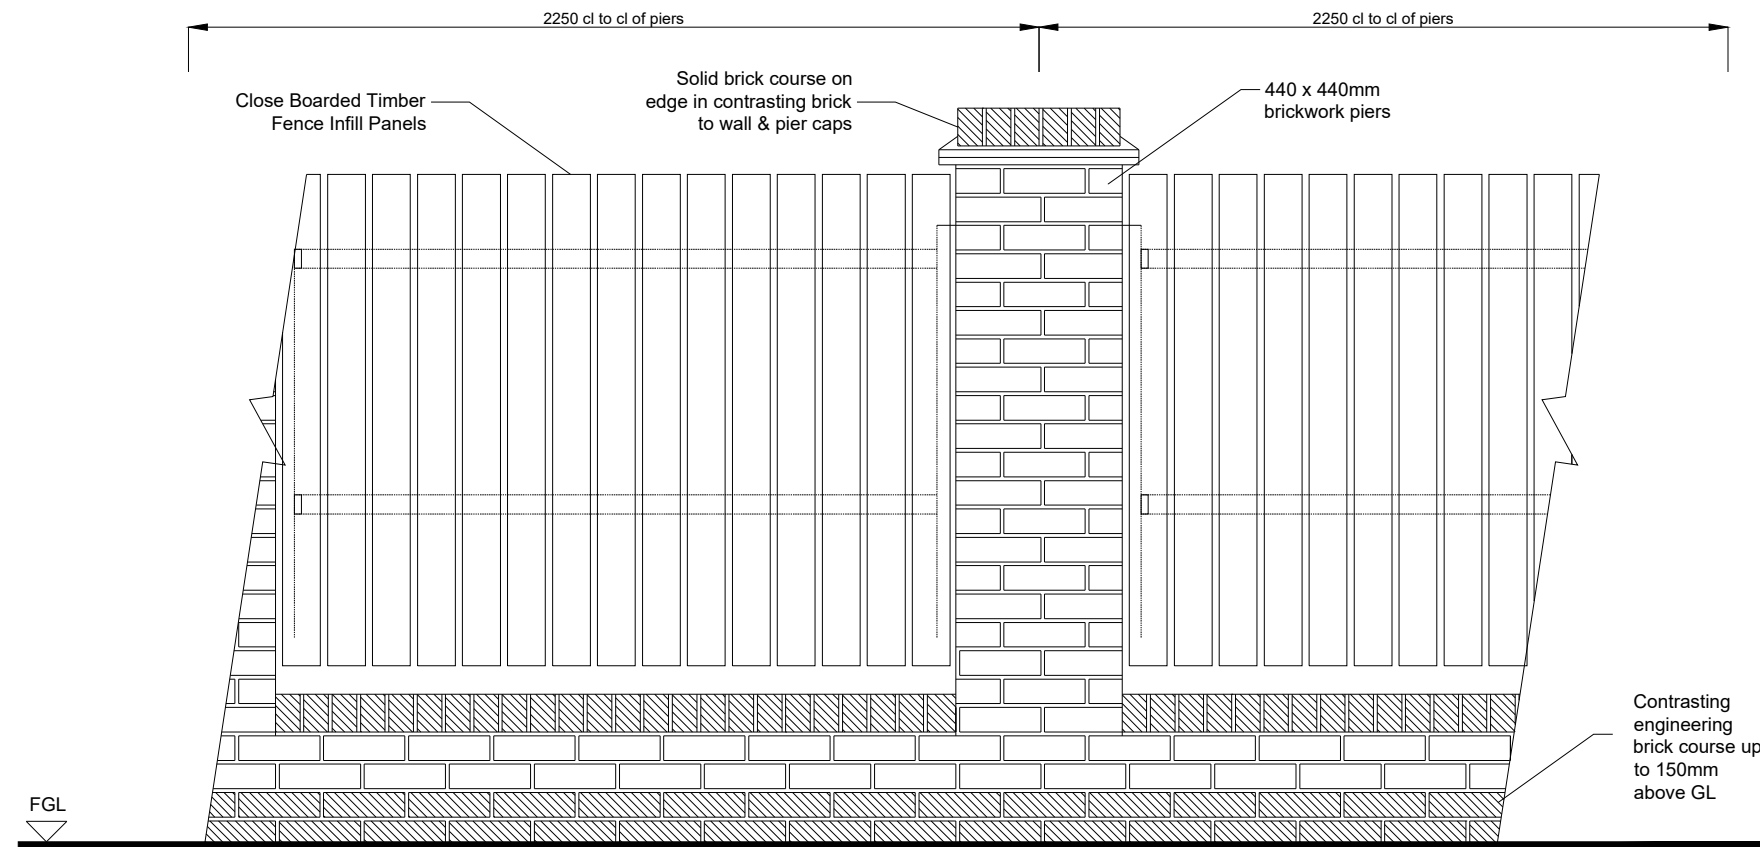 2250 cl to cl of piers
2250 cl to cl of piers
Close Boarded Timber
Fence Infill Panels
Solid brick course on
edge in contrasting brick
to wall & pier caps
440 x 440mm
brickwork piers
Contrasting
engineering
brick course up
to 150mm
above GL
FGL